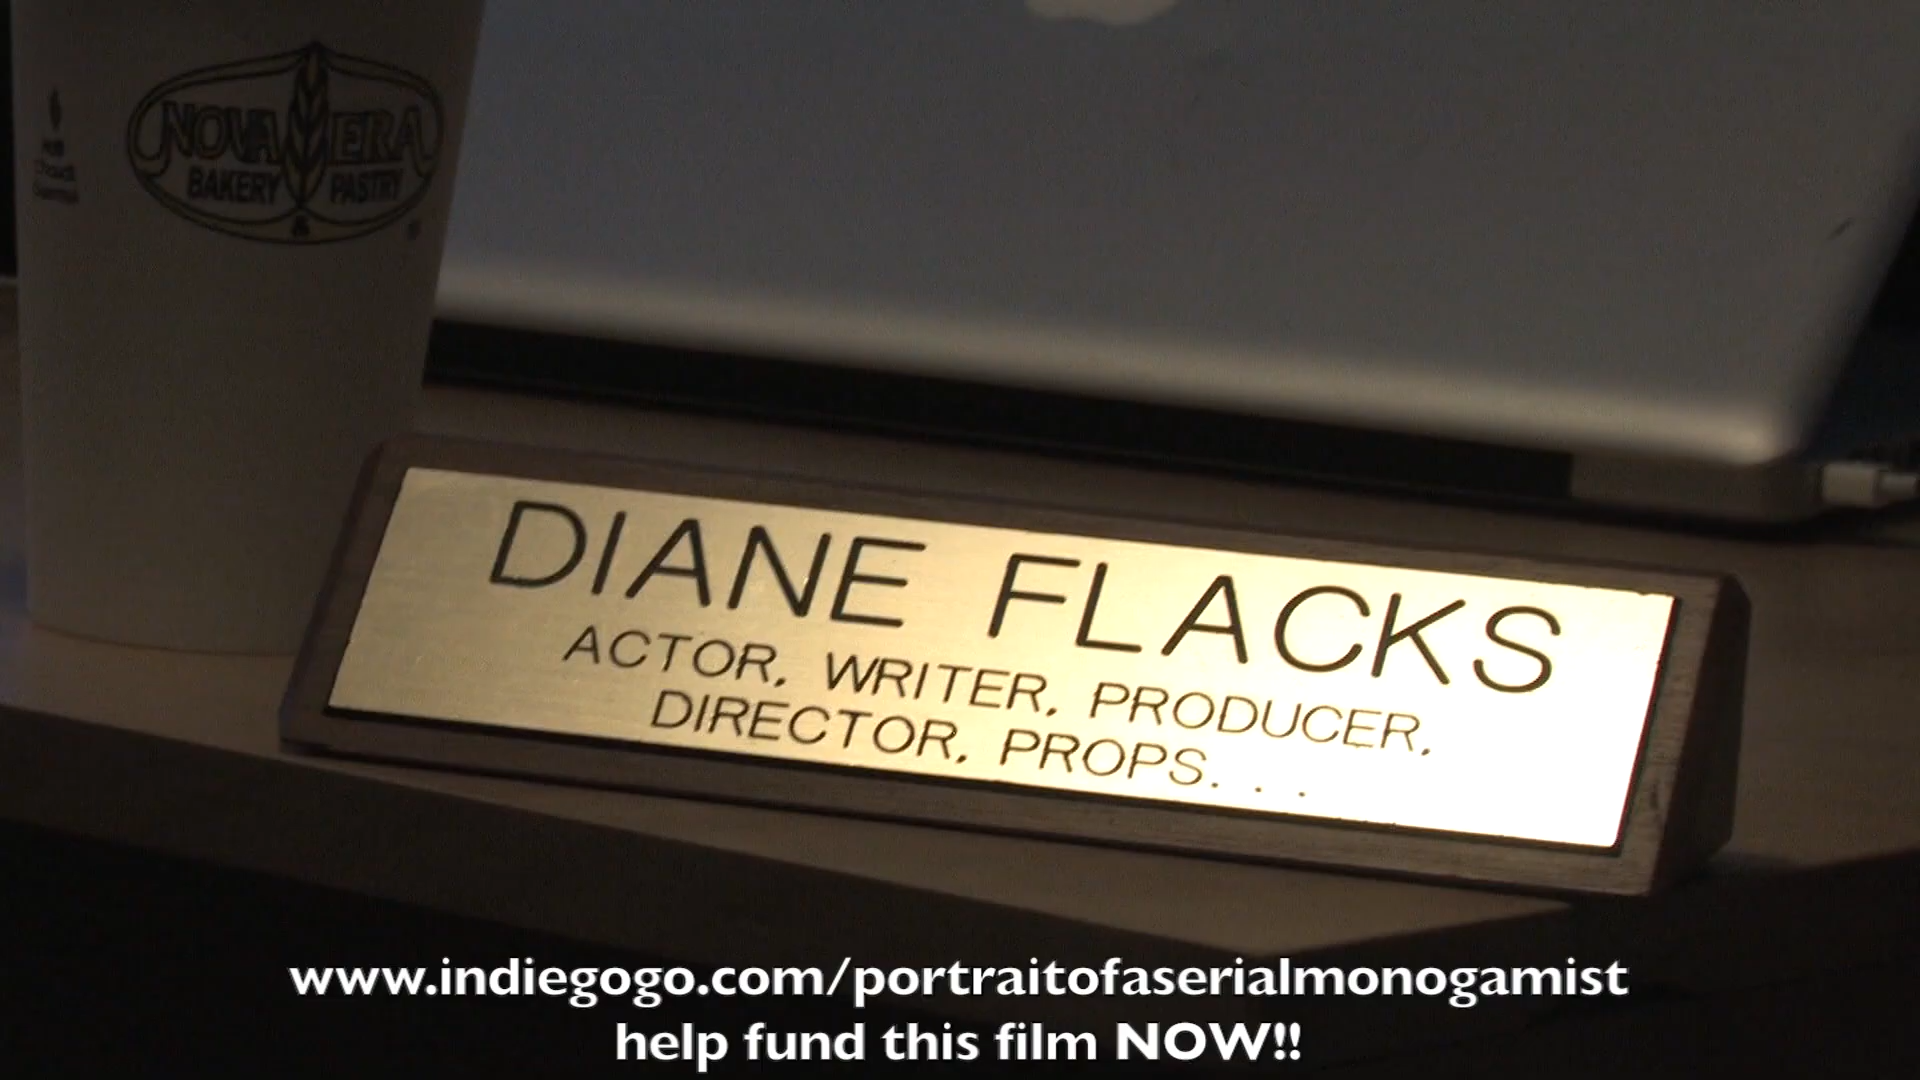 NOVA ERA
BAKERY & PASTRY
DIANE FLACKS
ACTOR, WRITER, PRODUCER,
DIRECTOR, PROPS. . .
www.indiegogo.com/portraitofaserialmonogamist
help fund this film NOW!!